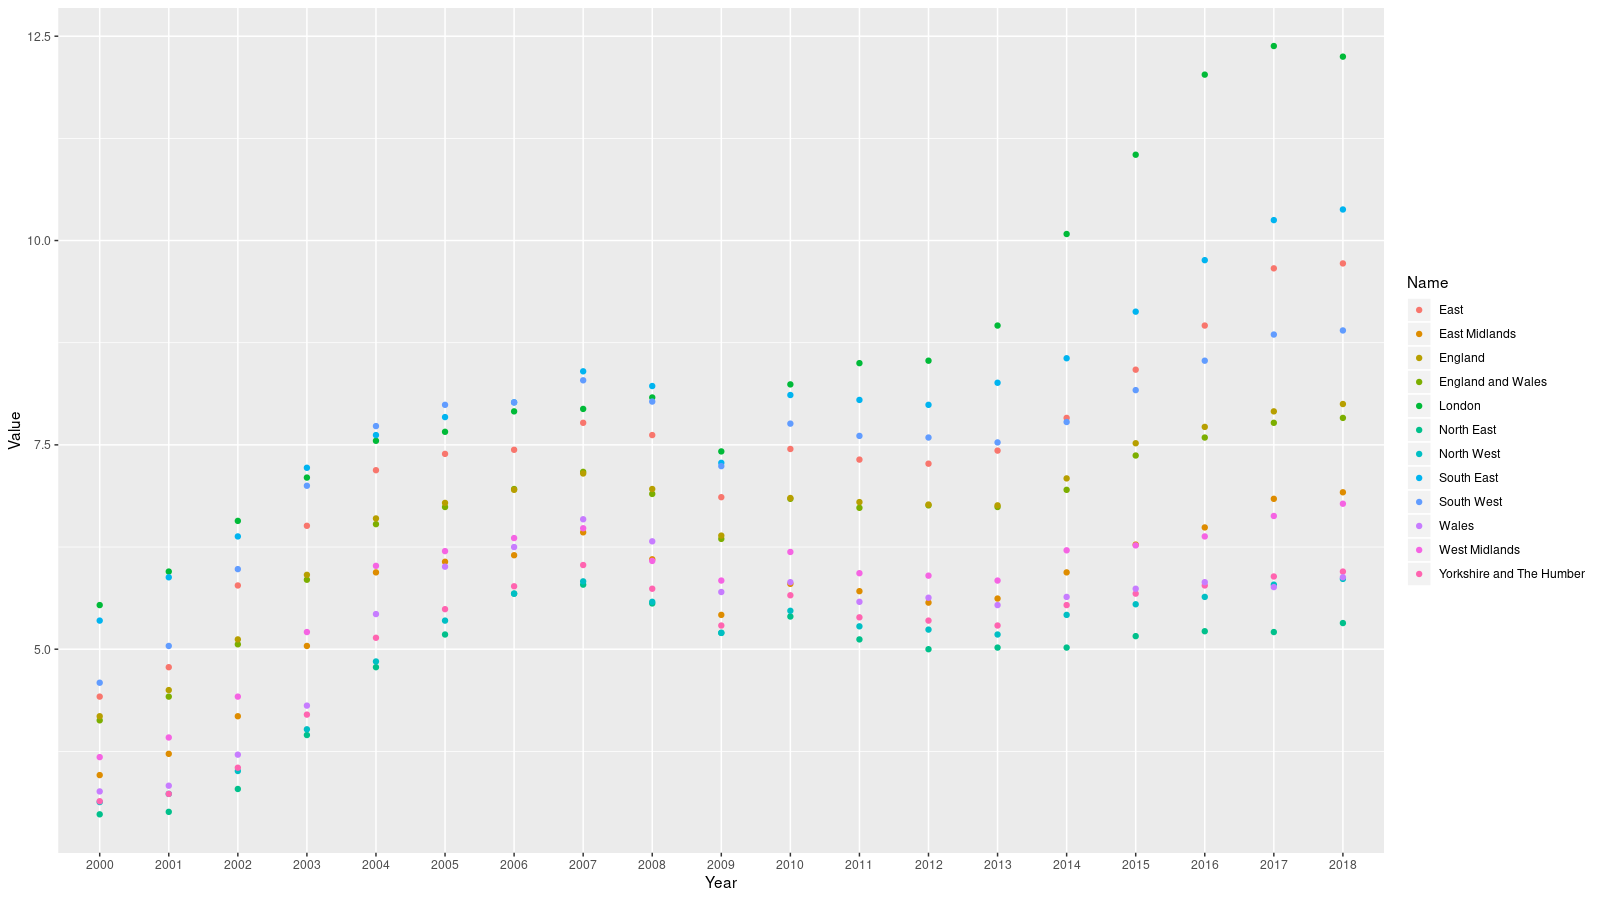 12.5
10.0
7.5
5.0
Value
2000 2001 2002 2003 2004 2005 2006 2007 2008 2009 2010 2011 2012 2013 2014 2015 2016 2017 2018
Year
Name
East
East Midlands
England
England and Wales
London
North East
North West
South East
South West
Wales
West Midlands
Yorkshire and The Humber